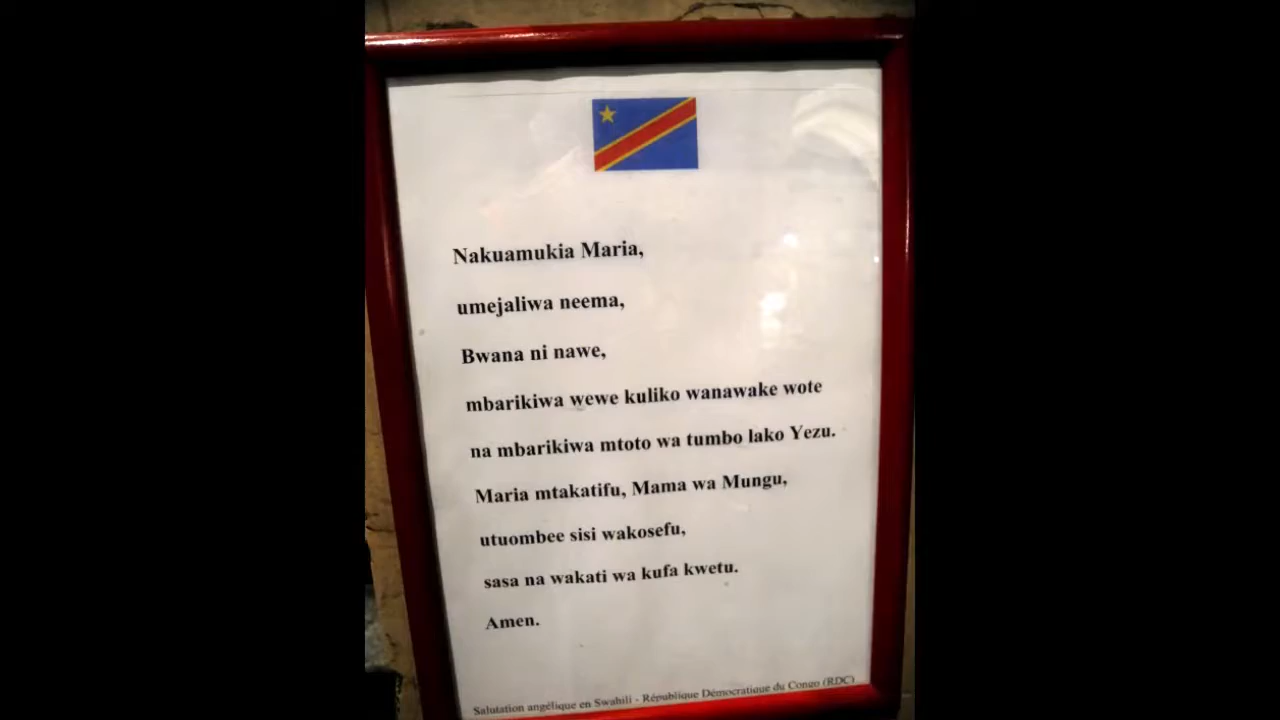 Nakuamukia Maria,
umejaliwa neema,
Bwana ni nawe,
mbarikiwa wewe kuliko wanawake wote
na mbarikiwa mtoto wa tumbo lako Yezu.
Maria mtakatifu, Mama wa Mungu,
utuombee sisi wakosefu,
sasa na wakati wa kufa kwetu.
Amen.
Salutation angélique en Swahili - République Démocratique du Congo (RDC)